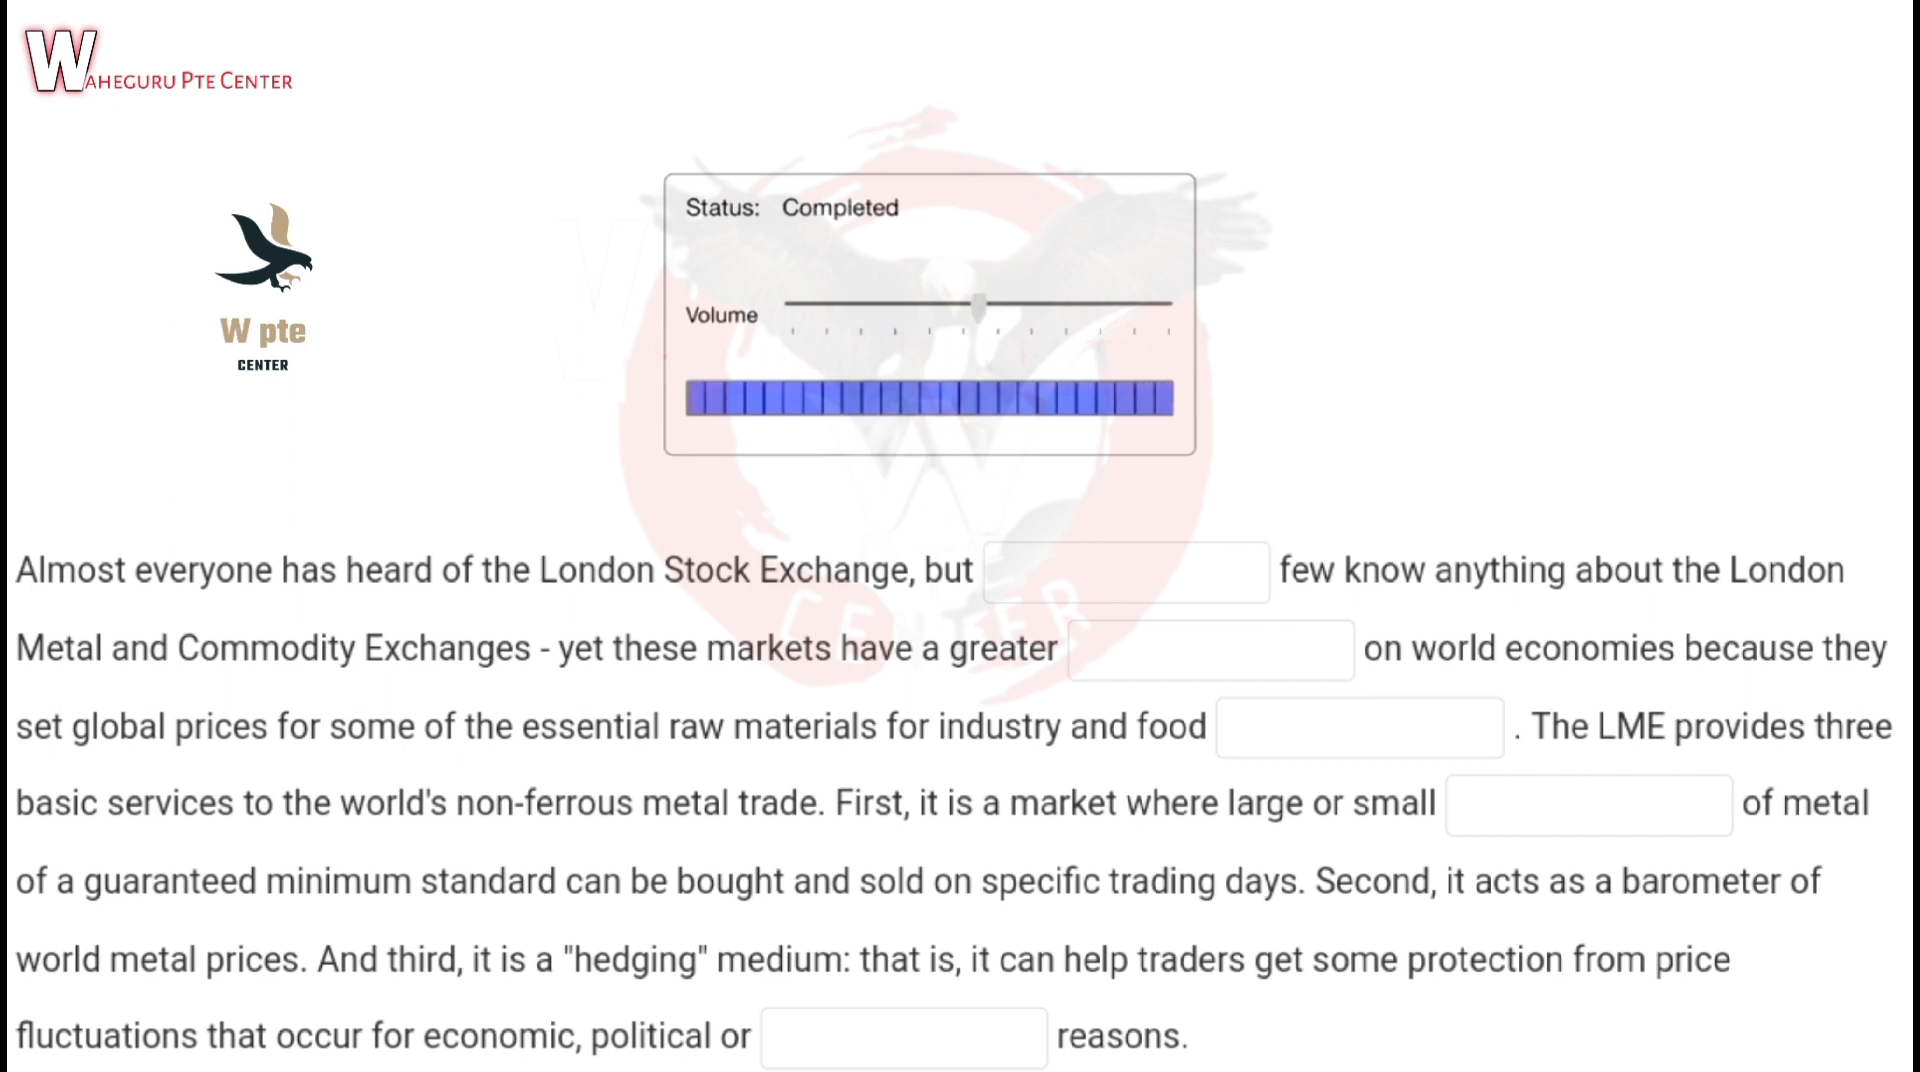 WAHEGURU PTE CENTER
Status: Completed
W pte
CENTER
Volume
Almost everyone has heard of the London Stock Exchange, but few know anything about the London
Metal and Commodity Exchanges - yet these markets have a greater on world economies because they
set global prices for some of the essential raw materials for industry and food . The LME provides three
basic services to the world's non-ferrous metal trade. First, it is a market where large or small of metal
of a guaranteed minimum standard can be bought and sold on specific trading days. Second, it acts as a barometer of
world metal prices. And third, it is a "hedging" medium: that is, it can help traders get some protection from price
fluctuations that occur for economic, political or reasons.
CENTER